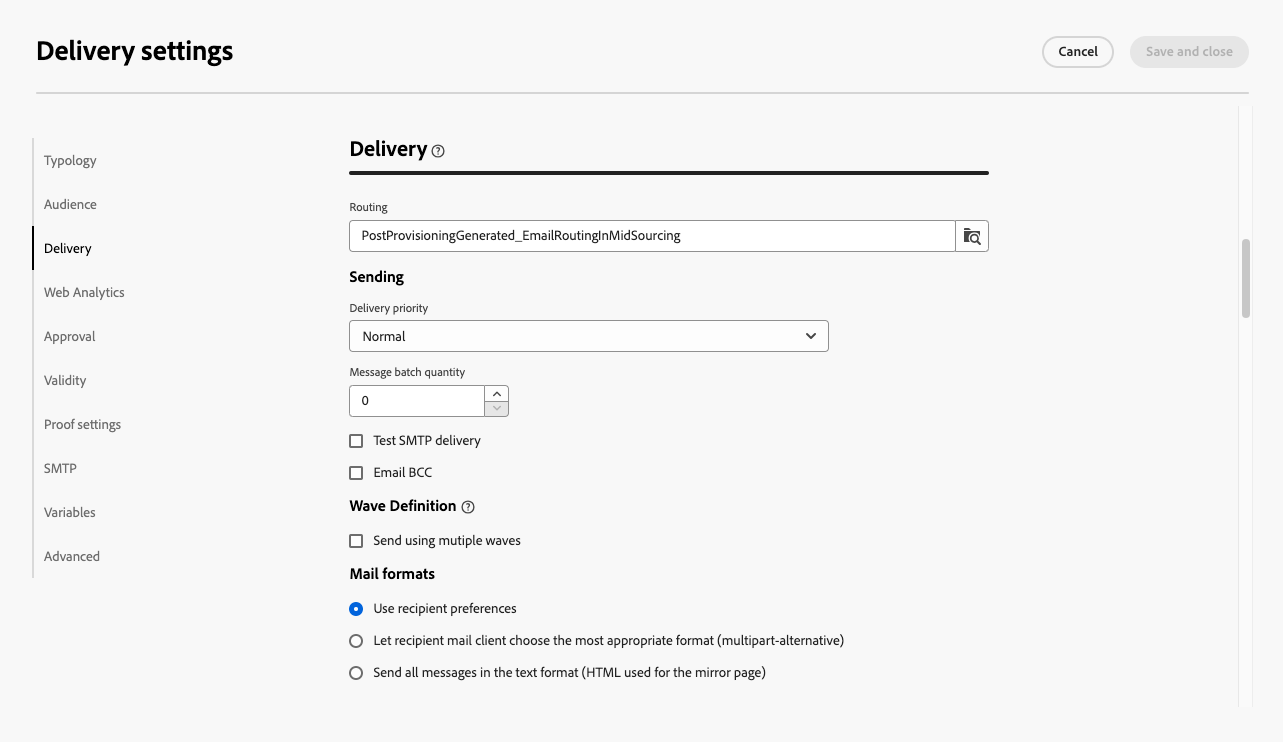 Delivery settings
Cancel
Save and close
Typology
Audience
Delivery
Web Analytics
Approval
Validity
Proof settings
SMTP
Variables
Advanced
Delivery
Routing
PostProvisioningGenerated_EmailRoutingInMidSourcing
Sending
Delivery priority
Normal
Message batch quantity
0
Test SMTP delivery
Email BCC
Wave Definition
Send using mutiple waves
Mail formats
Use recipient preferences
Let recipient mail client choose the most appropriate format (multipart-alternative)
Send all messages in the text format (HTML used for the mirror page)